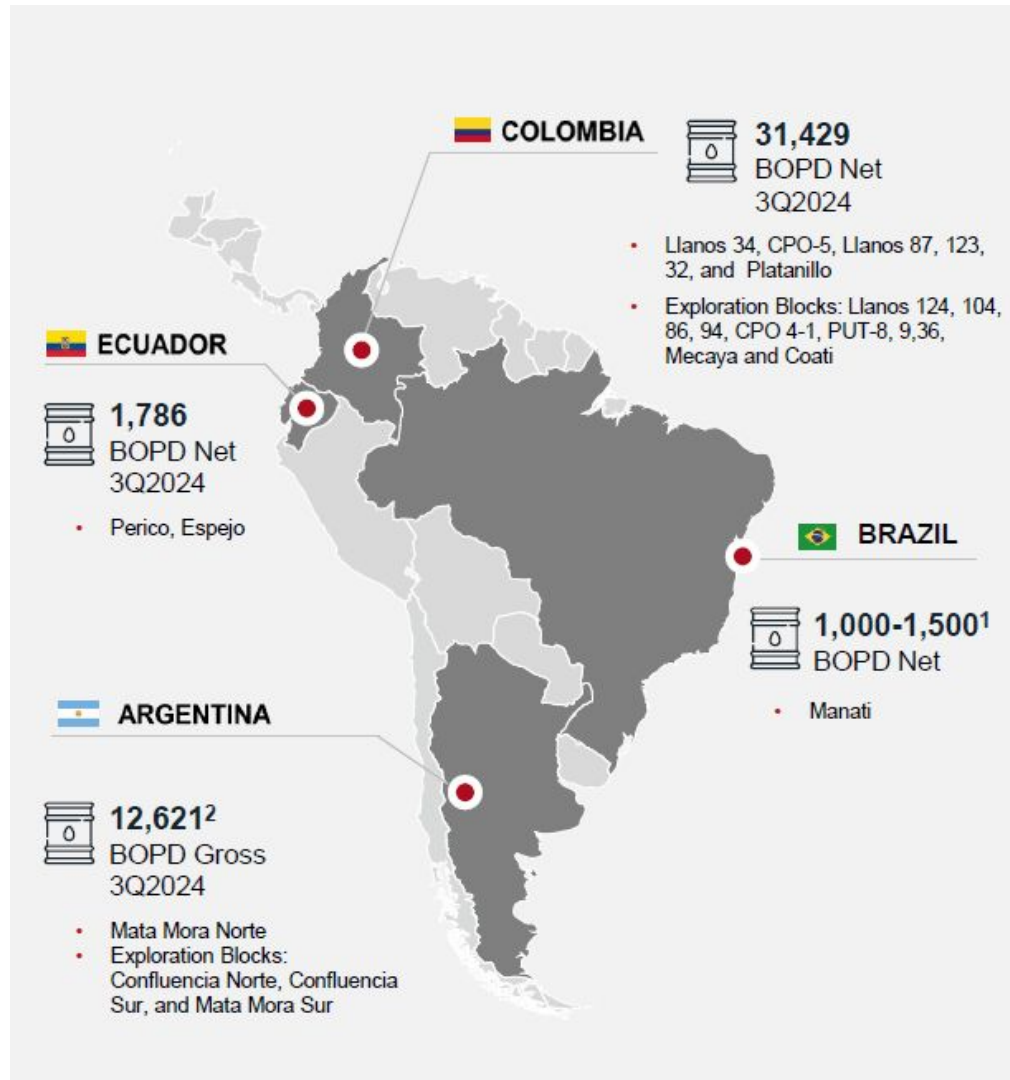 COLOMBIA
31,429
BOPD Net
3Q2024
• Llanos 34, CPO-5, Llanos 87, 123,
32, and Platanillo
• Exploration Blocks: Llanos 124, 104,
86, 94, CPO 4-1, PUT-8, 9,36,
Mecaya and Coati
ECUADOR
1,786
BOPD Net
3Q2024
• Perico, Espejo
BRAZIL
1,000-1,500¹
BOPD Net
• Manati
ARGENTINA
12,621²
BOPD Gross
3Q2024
• Mata Mora Norte
• Exploration Blocks:
Confluencia Norte, Confluencia
Sur, and Mata Mora Sur